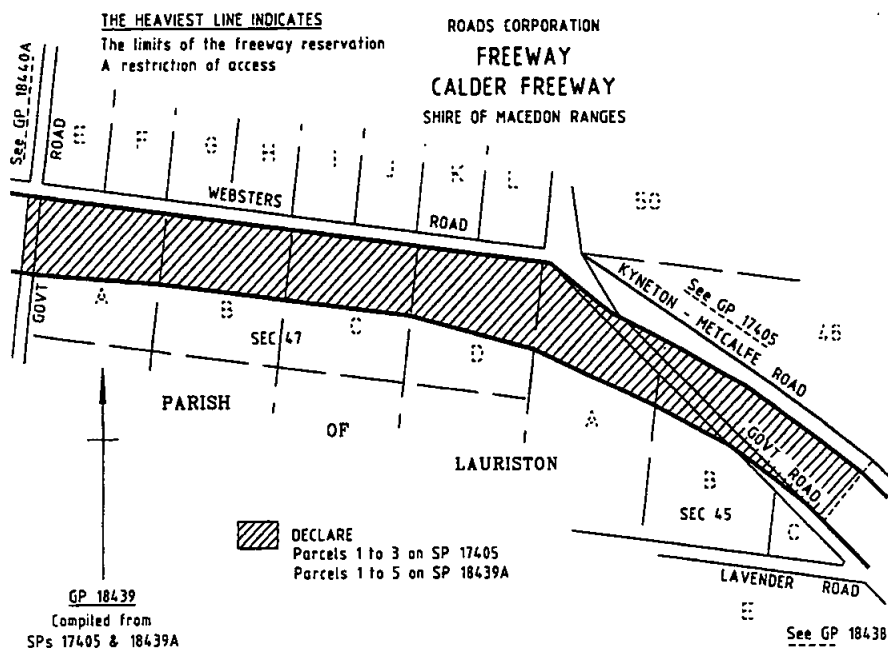 THE HEAVIEST LINE INDICATES
The limits of the freeway reservation
A restriction of access
ROADS CORPORATION
FREEWAY
CALDER FREEWAY
SHIRE OF MACEDON RANGES
See GP 18440A
ROAD
E
F
G
H
I
J
K
L
WEBSTERS ROAD
50
KYNETON - METCALFE ROAD
See GP 17405
48
GOVT
A
B
C
D
SEC 47
A
B
C
SEC 45
GOVT ROAD
PARISH
OF
LAURISTON
DECLARE
Parcels 1 to 3 on SP 17405
Parcels 1 to 5 on SP 18439A
LAVENDER ROAD
E
GP 18439
Compiled from
SPs 17405 & 18439A
See GP 18438